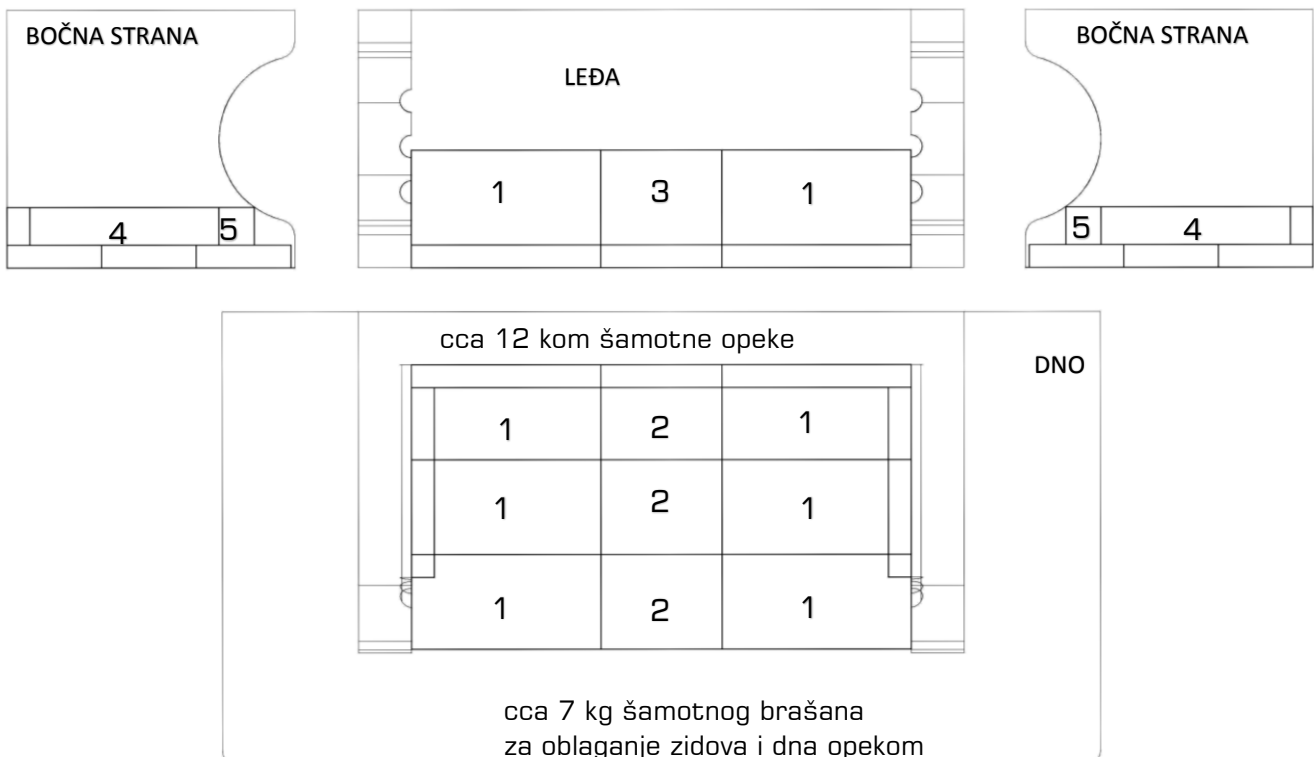 BOČNA STRANA
LEĐA
BOČNA STRANA
1 3 1
4 5
5 4
cca 12 kom šamotne opeke
DNO
1 2 1
1 2 1
1 2 1
cca 7 kg šamotnog brašana
za oblaganje zidova i dna opekom